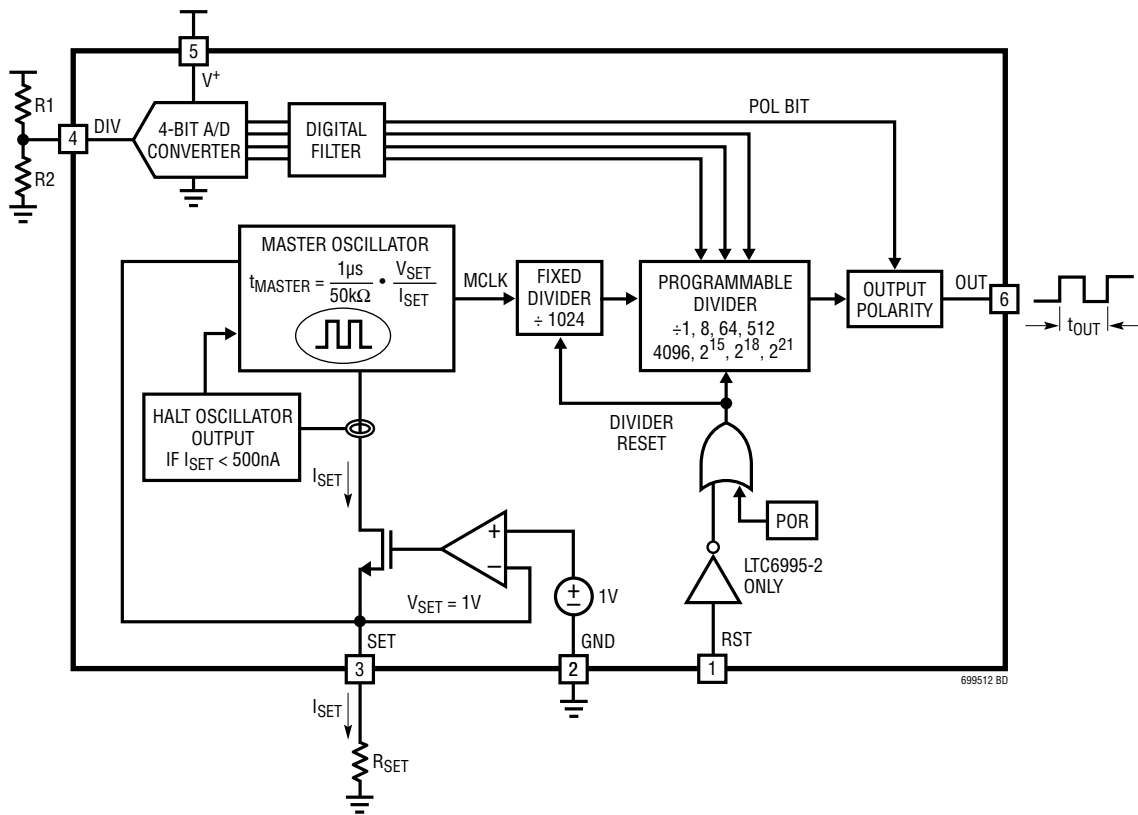 5
V+
R1
4
DIV
R2
4-BIT A/D
CONVERTER
DIGITAL
FILTER
POL BIT
MASTER OSCILLATOR
tMASTER = 1µs/50kΩ • VSET/ISET
MCLK
FIXED
DIVIDER
÷ 1024
PROGRAMMABLE
DIVIDER
÷1, 8, 64, 512
4096, 2^15, 2^18, 2^21
OUTPUT
POLARITY
OUT
6
tOUT
HALT OSCILLATOR
OUTPUT
IF ISET < 500nA
ISET
DIVIDER
RESET
POR
LTC6995-2
ONLY
+
–
VSET = 1V
+
–
1V
SET
3
GND
2
RST
1
699512 BD
ISET
RSET